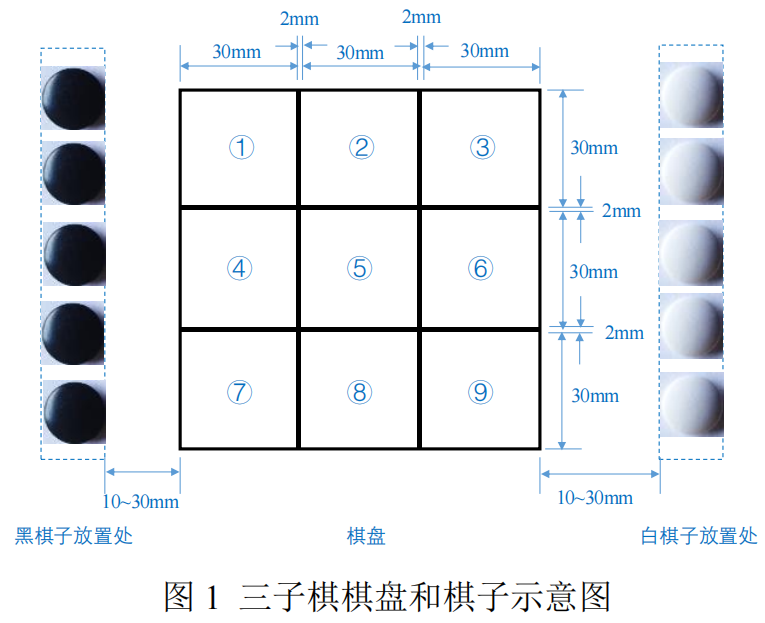 2mm 2mm
30mm 30mm 30mm
① ② ③ 30mm
2mm
④ ⑤ ⑥ 30mm
2mm
⑦ ⑧ ⑨ 30mm
10~30mm 10~30mm
黑棋子放置处 棋盘 白棋子放置处
图 1 三子棋棋盘和棋子示意图